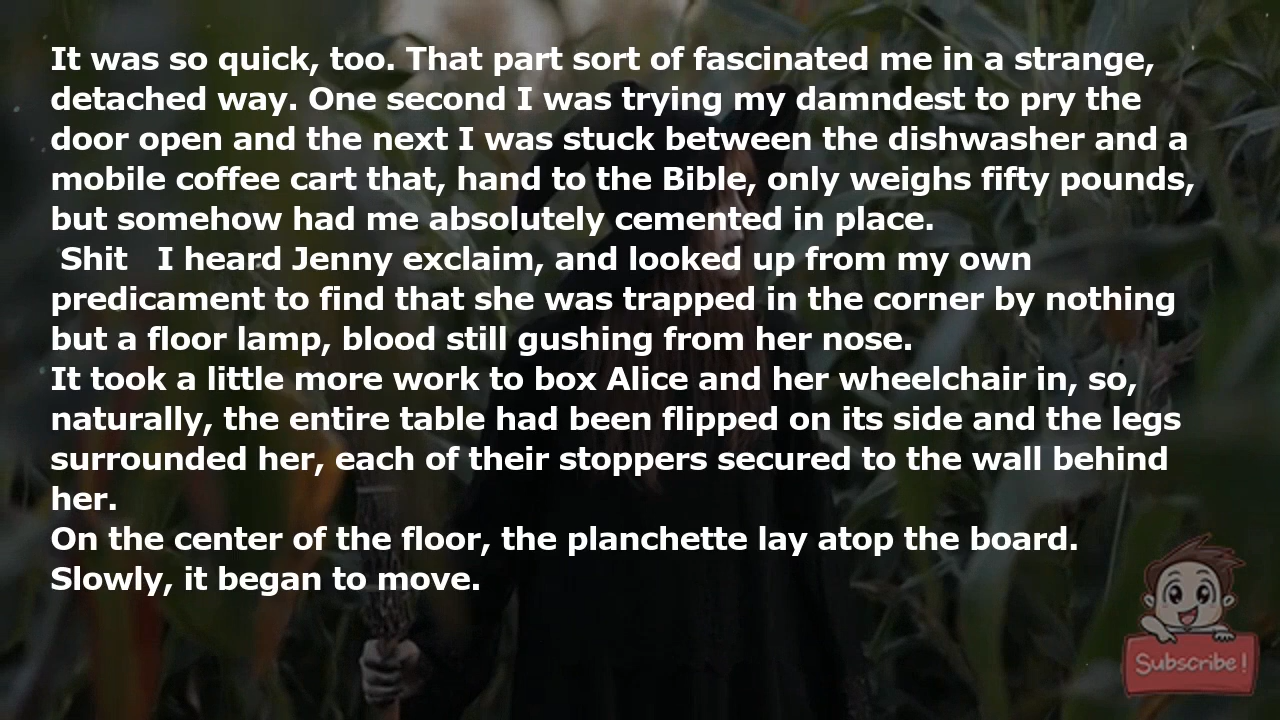 It was so quick, too. That part sort of fascinated me in a strange,
detached way. One second I was trying my damndest to pry the
door open and the next I was stuck between the dishwasher and a
mobile coffee cart that, hand to the Bible, only weighs fifty pounds,
but somehow had me absolutely cemented in place.
Shit I heard Jenny exclaim, and looked up from my own
predicament to find that she was trapped in the corner by nothing
but a floor lamp, blood still gushing from her nose.
It took a little more work to box Alice and her wheelchair in, so,
naturally, the entire table had been flipped on its side and the legs
surrounded her, each of their stoppers secured to the wall behind
her.
On the center of the floor, the planchette lay atop the board.
Slowly, it began to move.
Subscribe!